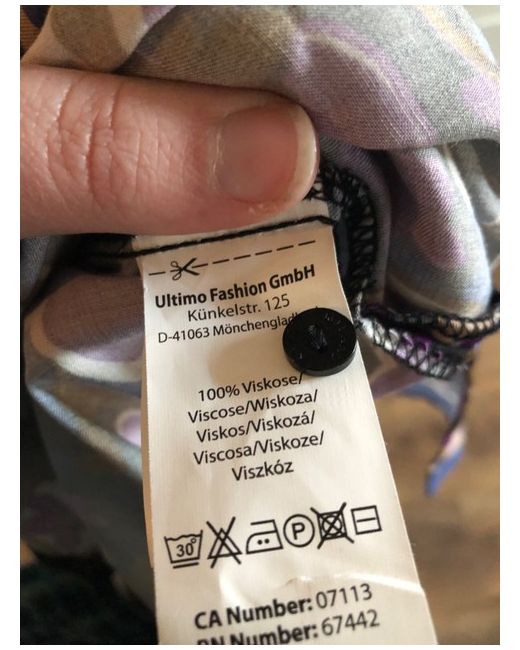 Ultimo Fashion GmbH
Künkelstr. 125
D-41063
100% Viskose/
Viscose/Wiskoza/
Viskos/Viskozá/
Viscosa/Viskoze/
Viszkóz
30°
P
CA Number: 07113
RN Number: 67442